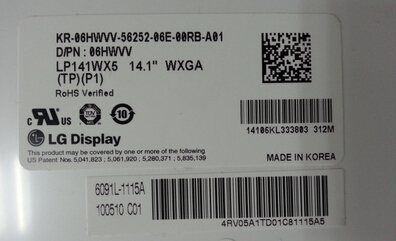 KR-06HWVV-56252-06E-00RB-A01
D/PN : 06HWVV
LP141WX5 14.1" WXGA
(TP)(P1)
RoHS Verified
14106KL333803 312M
LG Display
This display may be covered by one or more of the following
US Patent Nos. 5,041,823 ; 5,061,920 ; 5,280,371 ; 5,835,139
MADE IN KOREA
6091L-1115A
100510 C01
4RV05A1TD01C81115A5